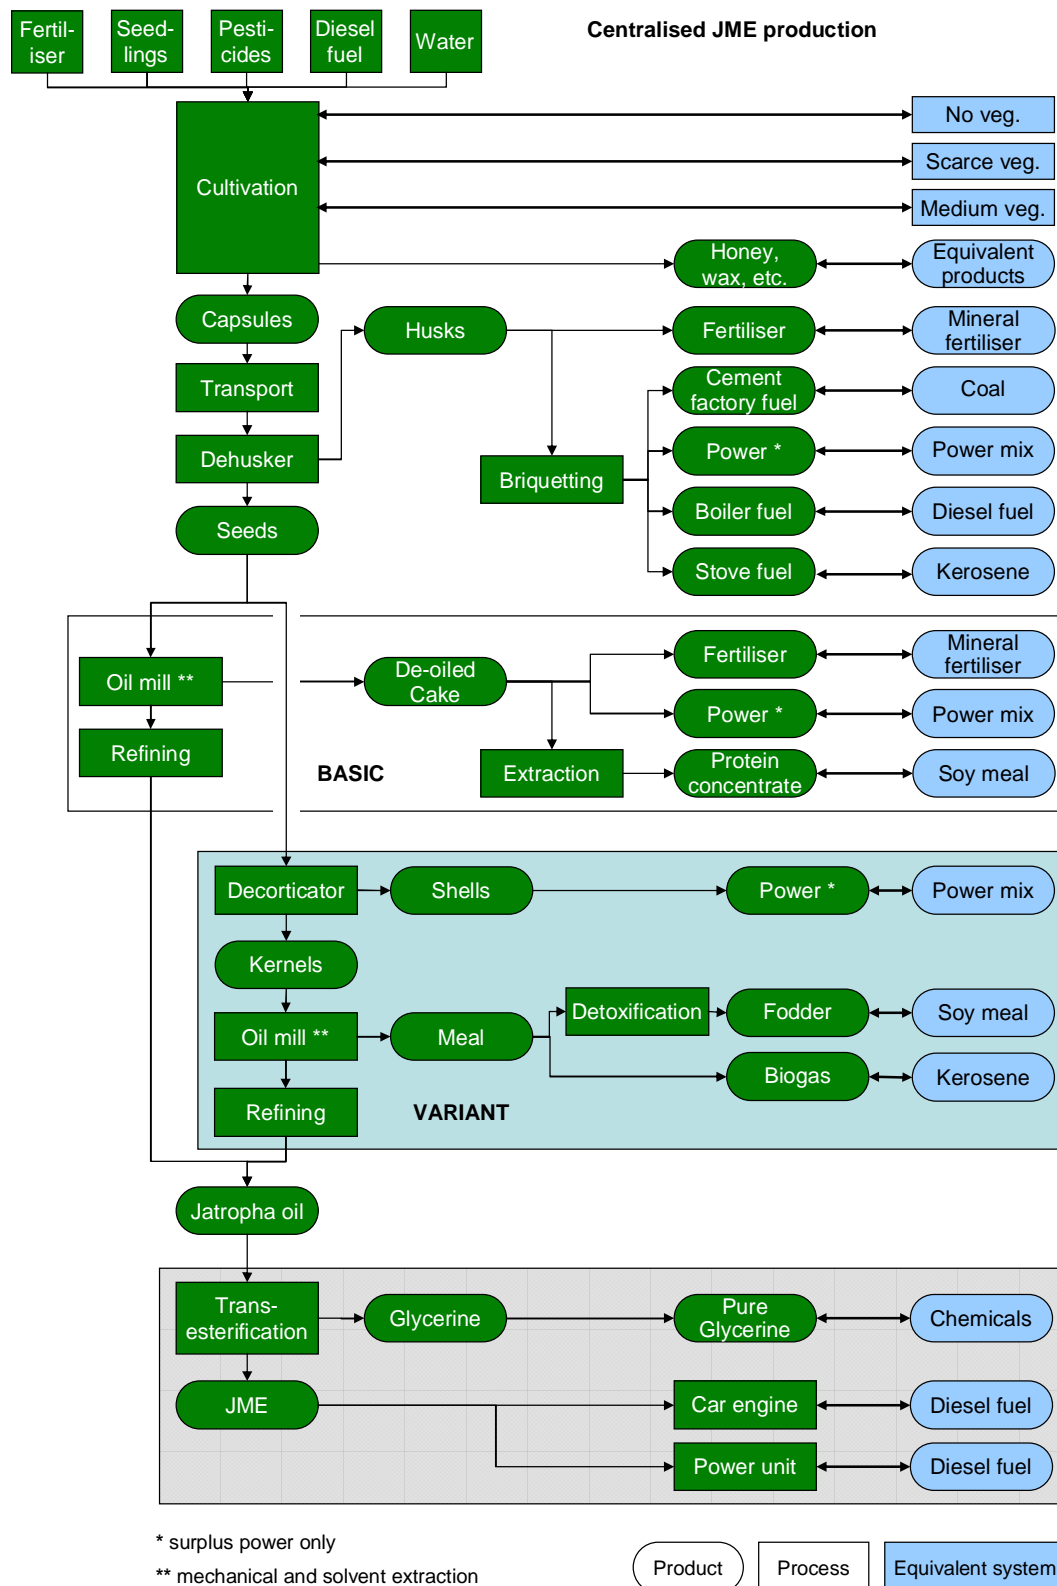 Centralised JME production
Fertil-
iser
Seed-
lings
Pesti-
cides
Diesel
fuel
Water
No veg.
Scarce veg.
Cultivation
Medium veg.
Honey,
wax, etc.
Equivalent
products
Capsules
Husks
Fertiliser
Mineral
fertiliser
Transport
Cement
factory fuel
Coal
Dehusker
Power *
Power mix
Briquetting
Boiler fuel
Diesel fuel
Seeds
Stove fuel
Kerosene
Oil mill **
De-oiled
Cake
Fertiliser
Mineral
fertiliser
Power *
Power mix
Refining
BASIC
Extraction
Protein
concentrate
Soy meal
Decorticator
Shells
Power *
Power mix
Kernels
Detoxification
Fodder
Soy meal
Oil mill **
Meal
Biogas
Kerosene
Refining
VARIANT
Jatropha oil
Trans-
esterification
Glycerine
Pure
Glycerine
Chemicals
JME
Car engine
Diesel fuel
Power unit
Diesel fuel
* surplus power only
** mechanical and solvent extraction
Product
Process
Equivalent system